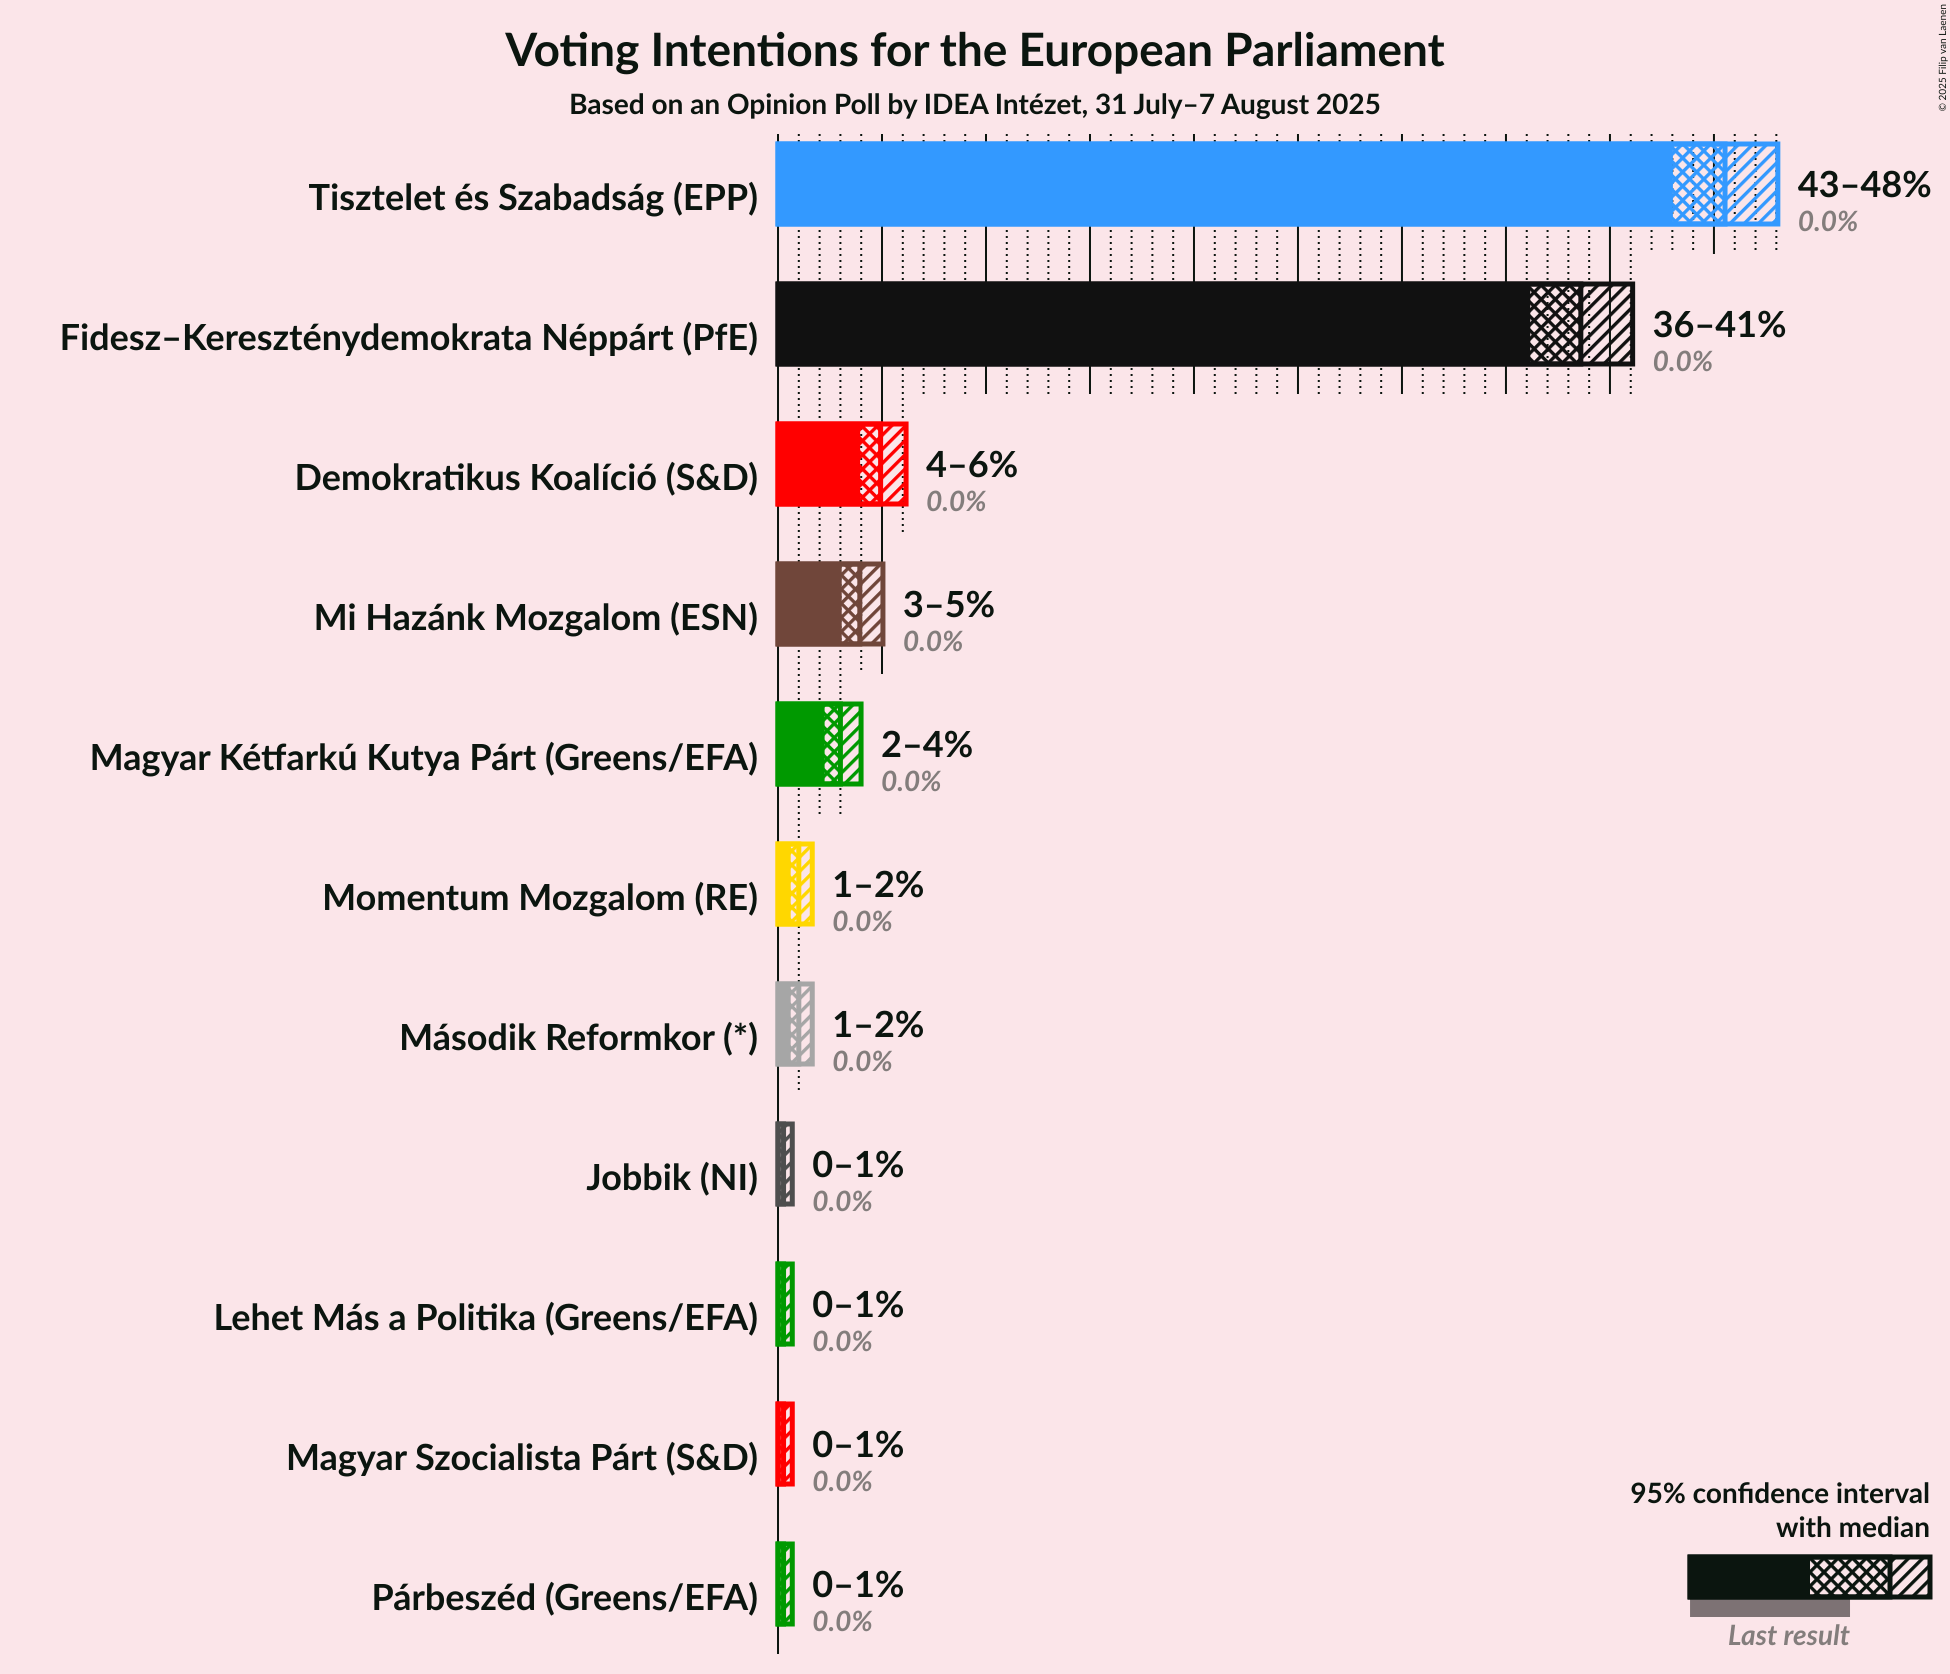 Voting Intentions for the European Parliament
Based on an Opinion Poll by IDEA Intézet, 31 July–7 August 2025
© 2025 Filip van Laenen
Tisztelet és Szabadság (EPP)
43–48%
0.0%
Fidesz–Kereszténydemokrata Néppárt (PfE)
36–41%
0.0%
Demokratikus Koalíció (S&D)
4–6%
0.0%
Mi Hazánk Mozgalom (ESN)
3–5%
0.0%
Magyar Kétfarkú Kutya Párt (Greens/EFA)
2–4%
0.0%
Momentum Mozgalom (RE)
1–2%
0.0%
Második Reformkor (*)
1–2%
0.0%
Jobbik (NI)
0–1%
0.0%
Lehet Más a Politika (Greens/EFA)
0–1%
0.0%
Magyar Szocialista Párt (S&D)
0–1%
0.0%
Párbeszéd (Greens/EFA)
0–1%
0.0%
95% confidence interval
with median
Last result